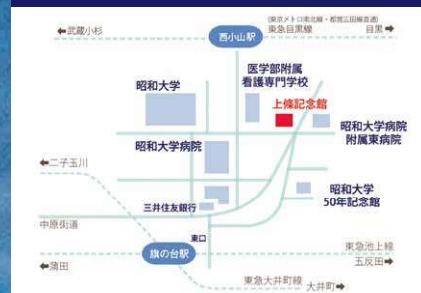 (東京メトロ南北線・都営三田線直通)
←武蔵小杉
西小山駅
東急目黒線
目黒→
医学部附属
看護専門学校
昭和大学
上條記念館
昭和大学病院
附属東病院
昭和大学病院
←二子玉川
昭和大学
50年記念館
三井住友銀行
中原街道
東口
旗の台駅
東急池上線
←蒲田
五反田→
東急大井町線
大井町→